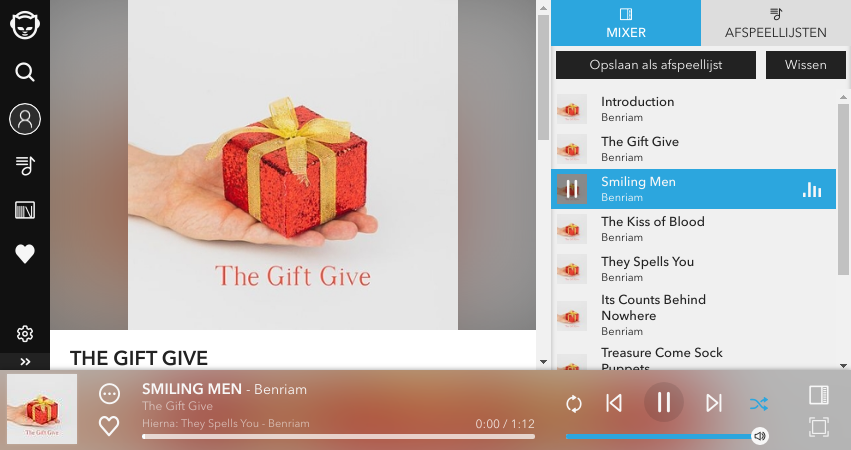 The Gift Give
THE GIFT GIVE
MIXER
AFSPEELLIJSTEN
Opslaan als afspeellijst
Wissen
Introduction
Benriam
The Gift Give
Benriam
Smiling Men
Benriam
The Kiss of Blood
Benriam
They Spells You
Benriam
Its Counts Behind
Nowhere
Benriam
Treasure Come Sock
Puppets
The Gift Give
SMILING MEN - Benriam
The Gift Give
Hierna: They Spells You - Benriam
0:00 / 1:12